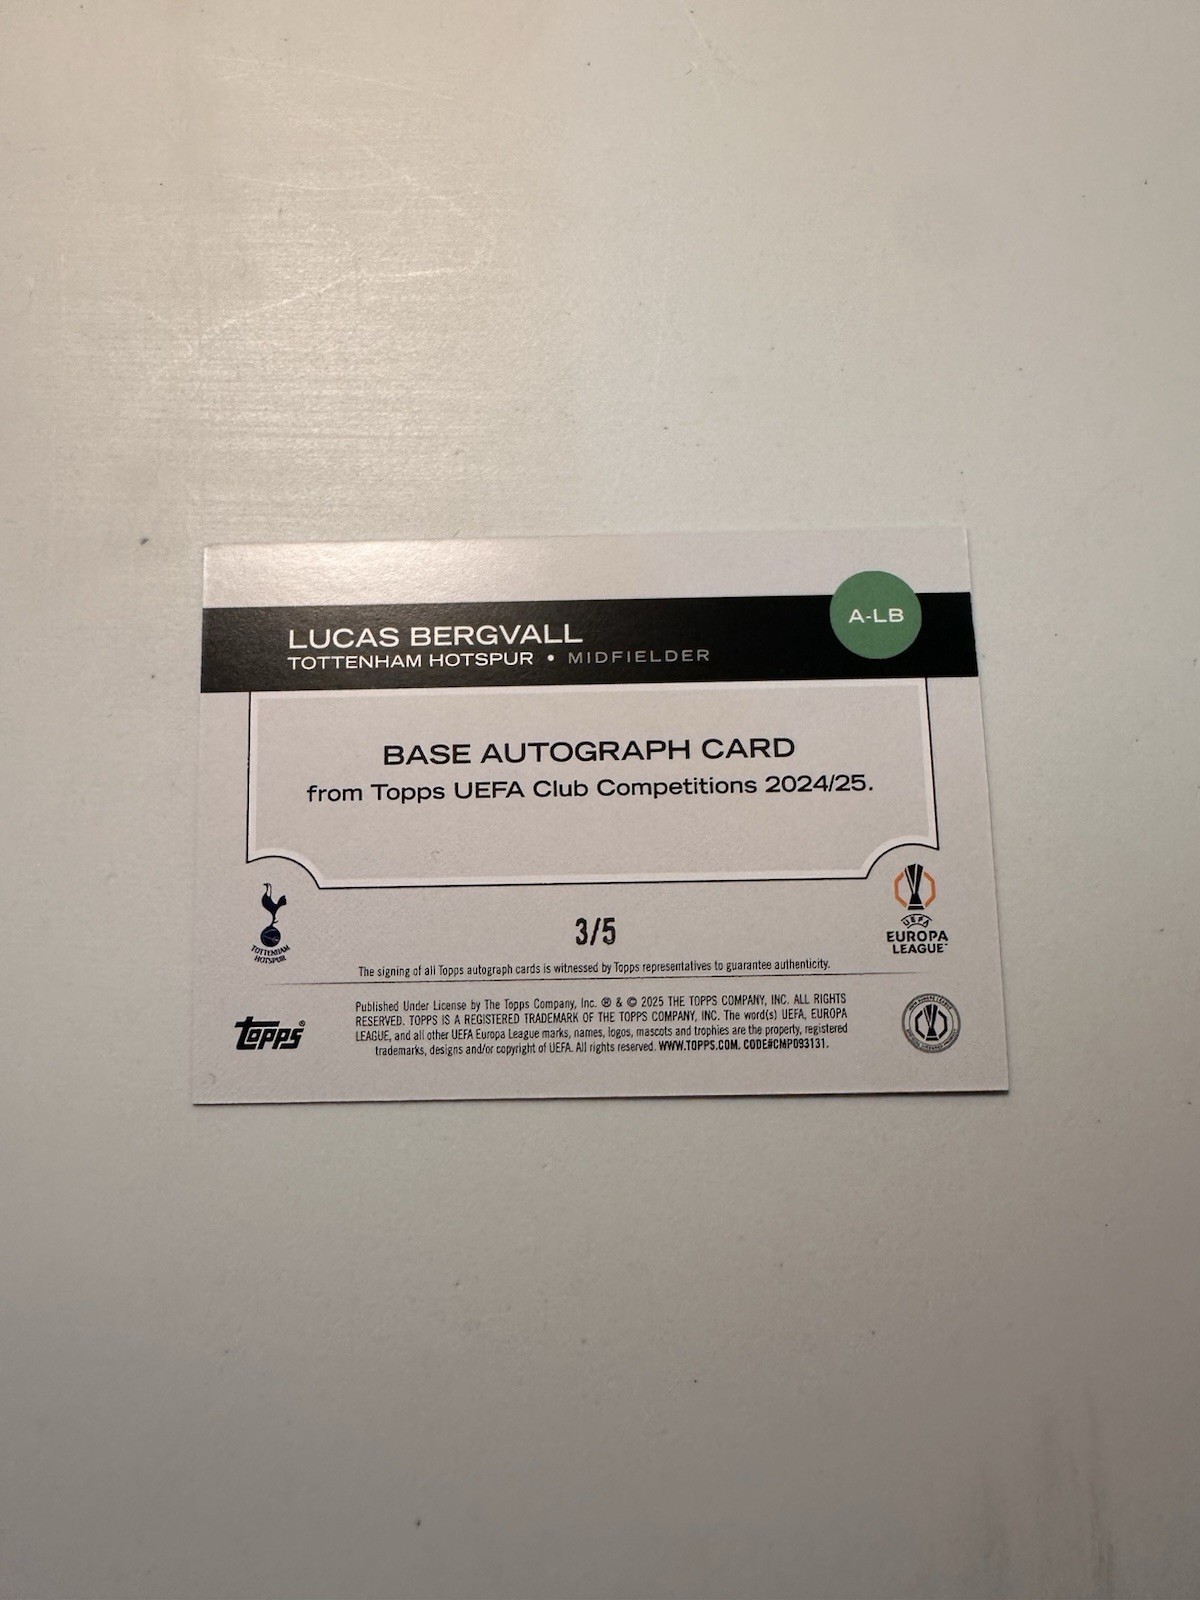 A-LB
LUCAS BERGVALL
TOTTENHAM HOTSPUR • MIDFIELDER
BASE AUTOGRAPH CARD
from Topps UEFA Club Competitions 2024/25.
TOTTENHAM
HOTSPUR
3/5
UEFA
EUROPA
LEAGUE™
The signing of all Topps autograph cards is witnessed by Topps representatives to guarantee authenticity.
topps®
Published Under License by The Topps Company, Inc. ® & © 2025 THE TOPPS COMPANY, INC. ALL RIGHTS
RESERVED. TOPPS IS A REGISTERED TRADEMARK OF THE TOPPS COMPANY, INC. The word(s) UEFA, EUROPA
LEAGUE, and all other UEFA Europa League marks, names, logos, mascots and trophies are the property, registered
trademarks, designs and/or copyright of UEFA. All rights reserved. WWW.TOPPS.COM. CODE#CMP093131.